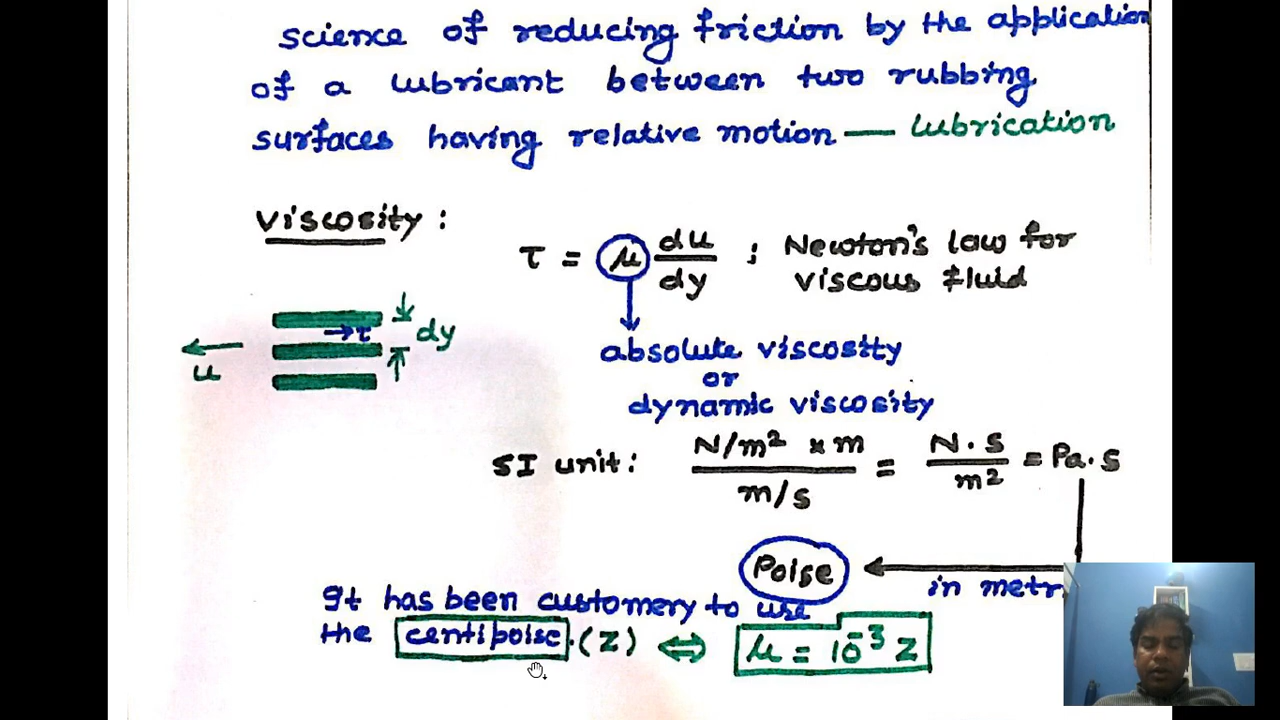 science of reducing friction by the application
of a lubricant between two rubbing
surfaces having relative motion — lubrication
Viscosity :
τ = μ du/dy ; Newton's law for
viscous fluid
τ
dy
u
absolute viscosity
or
dynamic viscosity
SI unit: N/m² × m / m/s = N·S / m² = Pa·S
Poise
in metr
It has been customery to use
the centipoise.(Z) ⇔ μ = 10⁻³ Z